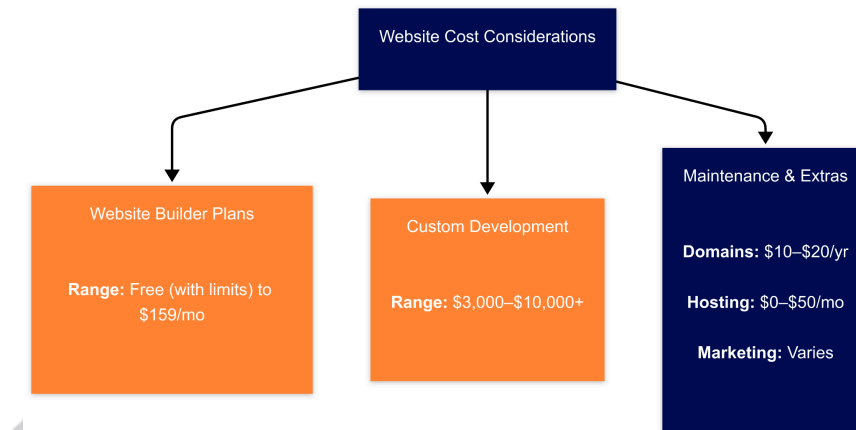 Website Cost Considerations
Website Builder Plans
Range: Free (with limits) to
$159/mo
Custom Development
Range: $3,000–$10,000+
Maintenance & Extras
Domains: $10–$20/yr
Hosting: $0–$50/mo
Marketing: Varies